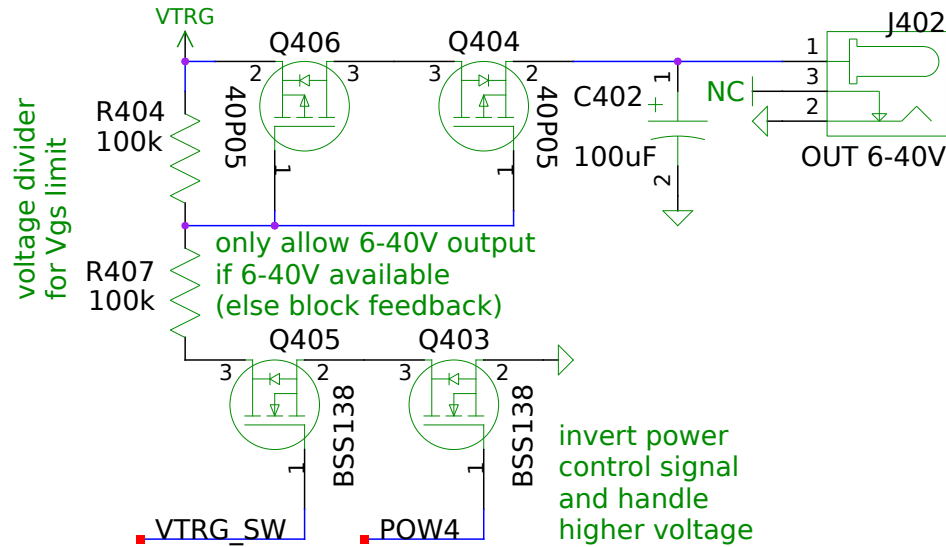 VTRG
Q406
Q404
J402
2
3
3
2
1
3
2
R404
100k
40P05
40P05
C402
+
1
100uF
2
NC
OUT 6-40V
1
1
voltage divider
for Vgs limit
only allow 6-40V output
if 6-40V available
(else block feedback)
R407
100k
Q405
Q403
3
2
3
2
BSS138
BSS138
1
1
invert power
control signal
and handle
higher voltage
VTRG_SW
POW4